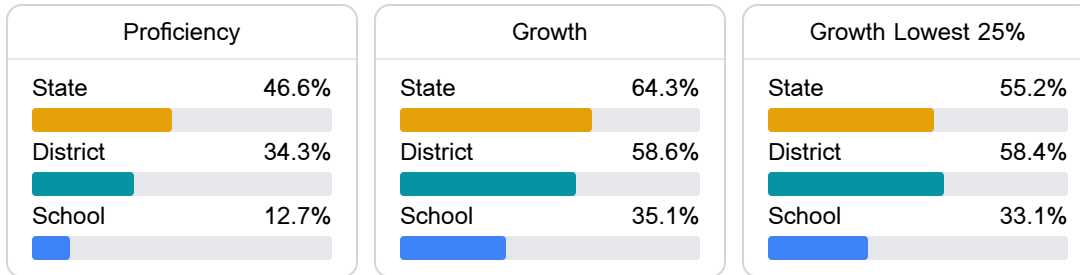 Proficiency
State 46.6%
District 34.3%
School 12.7%
Growth
State 64.3%
District 58.6%
School 35.1%
Growth Lowest 25%
State 55.2%
District 58.4%
School 33.1%